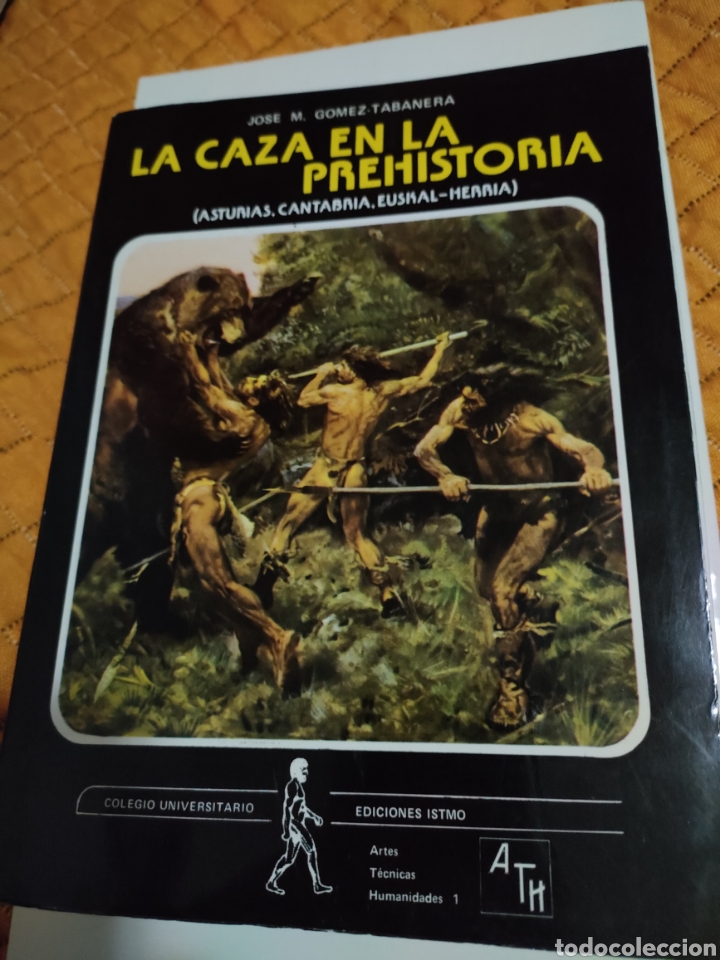 JOSE M. GOMEZ-TABANERA
LA CAZA EN LA
PREHISTORIA
(ASTURIAS, CANTABRIA, EUSKAL-HERRIA)
COLEGIO UNIVERSITARIO
EDICIONES ISTMO
Artes
Técnicas
Humanidades 1
ATH
todocoleccion